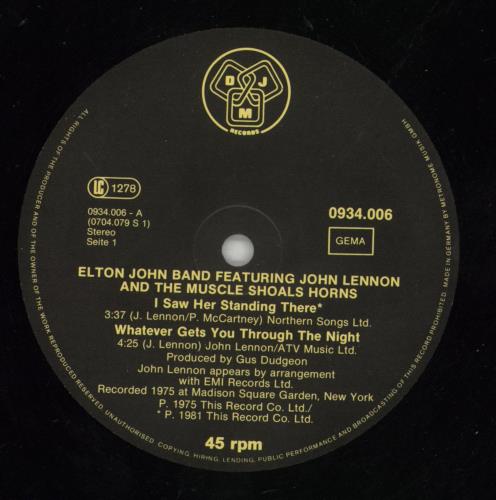 D J M
RECORDS
LC 1278
0934.006 - A
(0704.079 S 1)
Stereo
Seite 1
0934.006
GEMA
ELTON JOHN BAND FEATURING JOHN LENNON
AND THE MUSCLE SHOALS HORNS
I Saw Her Standing There*
3:37 (J. Lennon/P. McCartney) Northern Songs Ltd.
Whatever Gets You Through The Night
4:25 (J. Lennon) John Lennon/ATV Music Ltd.
Produced by Gus Dudgeon
John Lennon appears by arrangement
with EMI Records Ltd.
Recorded 1975 at Madison Square Garden, New York
P. 1975 This Record Co. Ltd./
* P. 1981 This Record Co. Ltd.
45 rpm
ALL RIGHTS OF THE PRODUCER AND OF THE OWNER OF THE WORK REPRODUCED RESERVED. UNAUTHORISED COPYING, HIRING, LENDING, PUBLIC PERFORMANCE AND BROADCASTING OF THIS RECORD PROHIBITED. MADE IN GERMANY BY METRONOME MUSIK GMBH